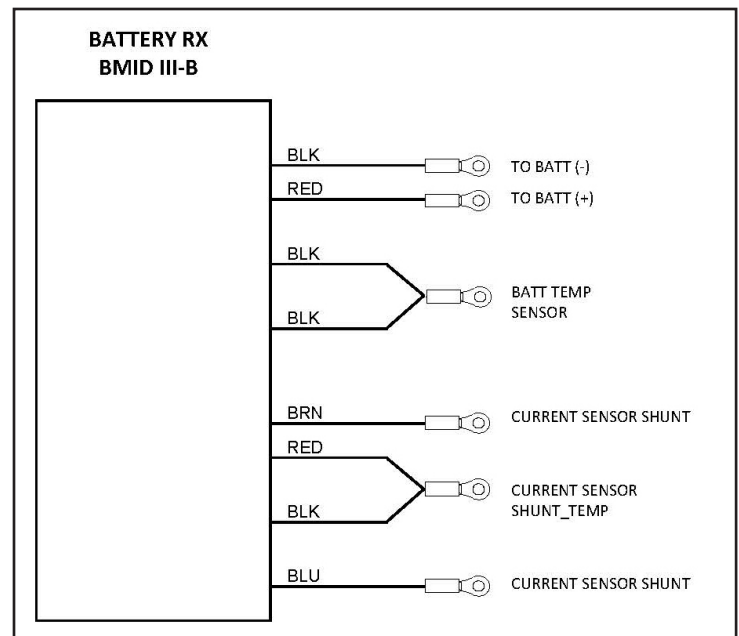 BATTERY RX
BMID III-B
BLK
TO BATT (-)
RED
TO BATT (+)
BLK
BATT TEMP
SENSOR
BLK
BRN
CURRENT SENSOR SHUNT
RED
CURRENT SENSOR
SHUNT_TEMP
BLK
BLU
CURRENT SENSOR SHUNT